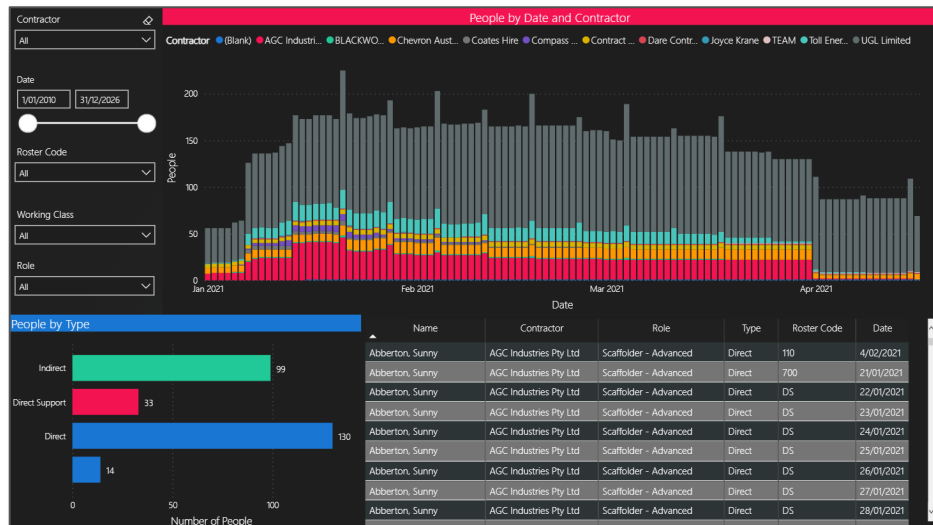 Contractor
All
Date
1/01/2010 31/12/2026
Roster Code
All
Working Class
All
Role
All
People by Date and Contractor
Contractor (Blank) AGC Industri... BLACKWO... Chevron Aust... Coates Hire Compass ... Contract ... Dare Contr... Joyce Krane TEAM Toll Ener... UGL Limited
People
200
150
100
50
0
Jan 2021 Feb 2021 Mar 2021 Apr 2021
Date
People by Type
Indirect 99
Direct Support 33
Direct 130
14
0 50 100
Number of People
Name Contractor Role Type Roster Code Date
Abberton, Sunny AGC Industries Pty Ltd Scaffolder - Advanced Direct 110 4/02/2021
Abberton, Sunny AGC Industries Pty Ltd Scaffolder - Advanced Direct 700 21/01/2021
Abberton, Sunny AGC Industries Pty Ltd Scaffolder - Advanced Direct DS 22/01/2021
Abberton, Sunny AGC Industries Pty Ltd Scaffolder - Advanced Direct DS 23/01/2021
Abberton, Sunny AGC Industries Pty Ltd Scaffolder - Advanced Direct DS 24/01/2021
Abberton, Sunny AGC Industries Pty Ltd Scaffolder - Advanced Direct DS 25/01/2021
Abberton, Sunny AGC Industries Pty Ltd Scaffolder - Advanced Direct DS 26/01/2021
Abberton, Sunny AGC Industries Pty Ltd Scaffolder - Advanced Direct DS 27/01/2021
Abberton, Sunny AGC Industries Pty Ltd Scaffolder - Advanced Direct DS 28/01/2021